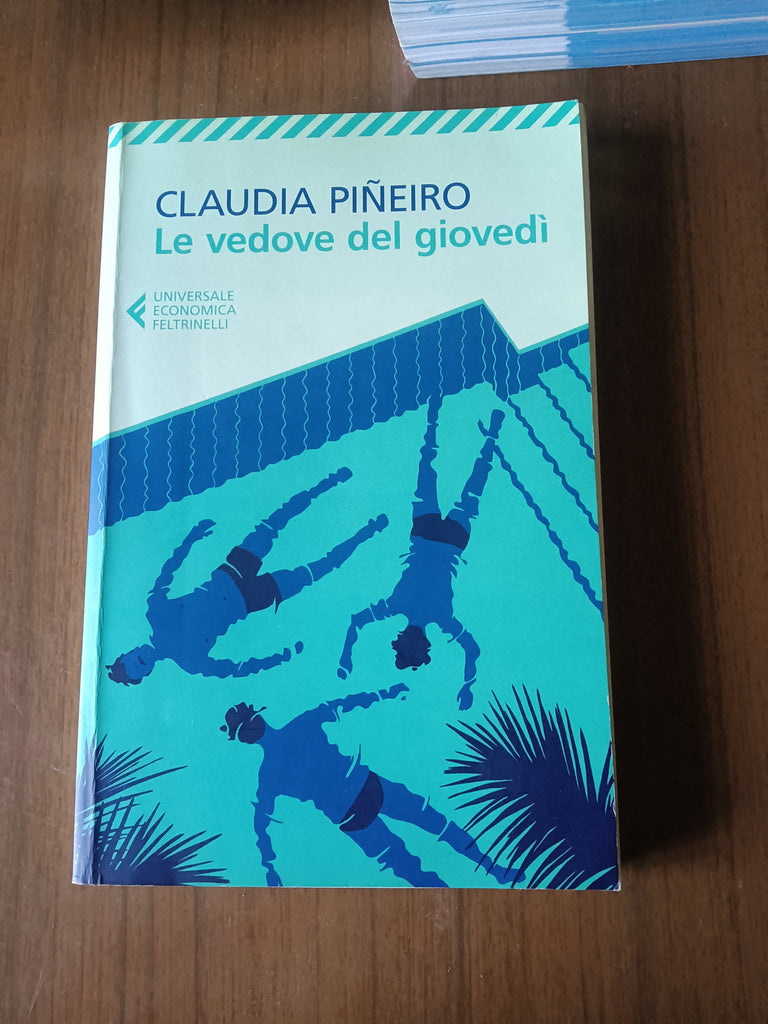 CLAUDIA PIÑEIRO
Le vedove del giovedì
UNIVERSALE
ECONOMICA
FELTRINELLI